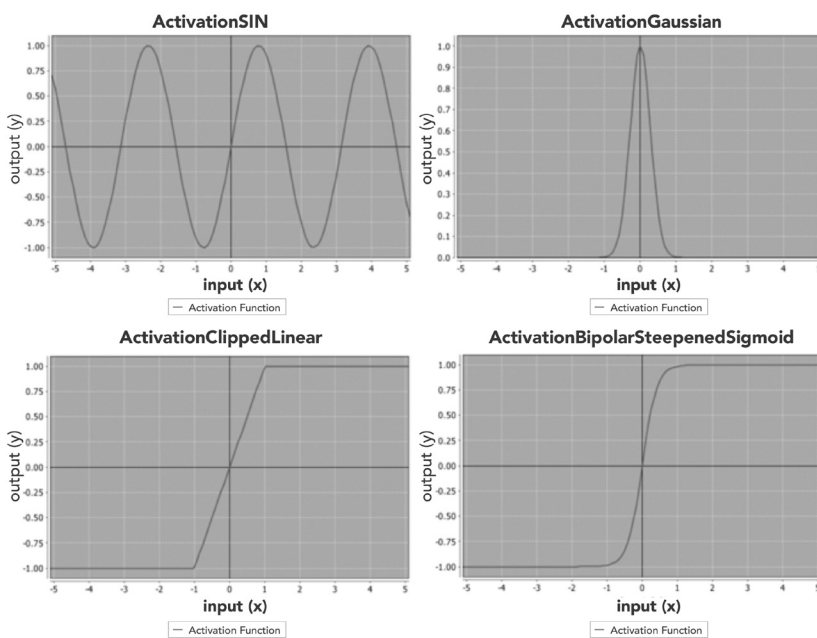 ActivationSIN
1.00
0.75
0.50
0.25
0.00
-0.25
-0.50
-0.75
-1.00
output (y)
-5 -4 -3 -2 -1 0 1 2 3 4 5
input (x)
— Activation Function
ActivationGaussian
1.0
0.9
0.8
0.7
0.6
0.5
0.4
0.3
0.2
0.1
0.0
output (y)
-5 -4 -3 -2 -1 0 1 2 3 4 5
input (x)
— Activation Function
ActivationClippedLinear
1.00
0.75
0.50
0.25
0.00
-0.25
-0.50
-0.75
-1.00
output (y)
-5 -4 -3 -2 -1 0 1 2 3 4 5
input (x)
— Activation Function
ActivationBipolarSteepenedSigmoid
1.00
0.75
0.50
0.25
0.00
-0.25
-0.50
-0.75
-1.00
output (y)
-5 -4 -3 -2 -1 0 1 2 3 4 5
input (x)
— Activation Function